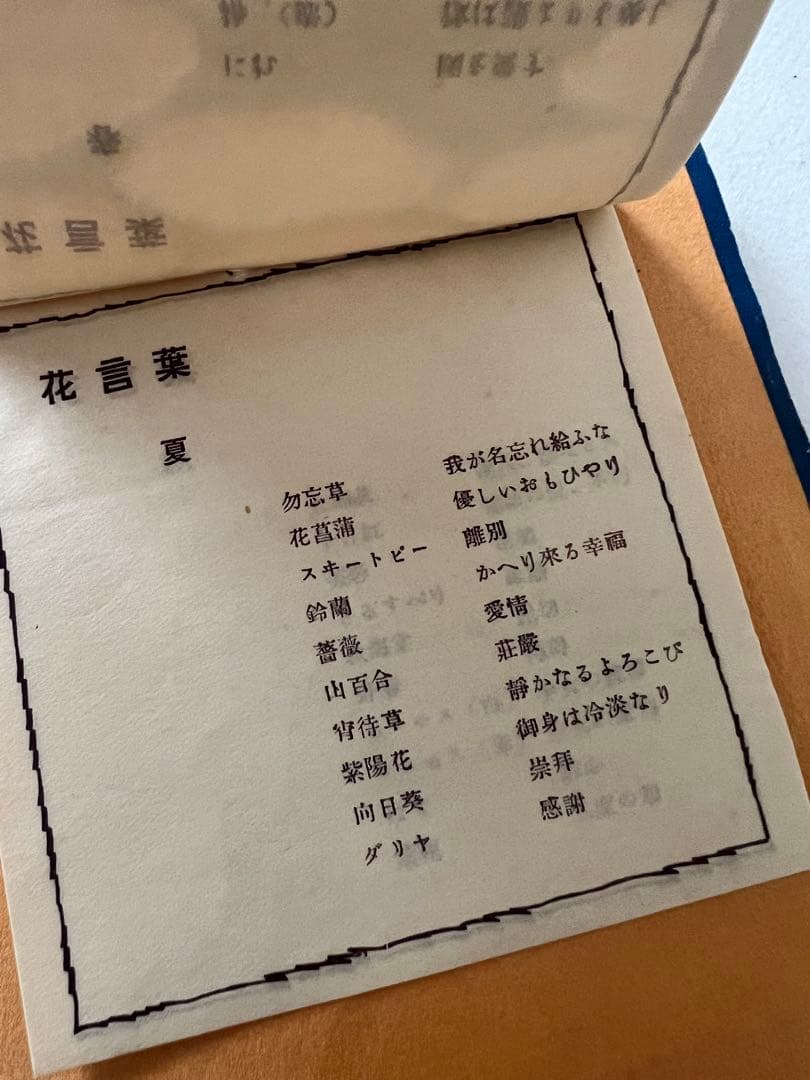 花言葉
夏
勿忘草 我が名忘れ給ふな
花菖蒲 優しいおもひやり
スヰートピー 離別
鈴蘭 かへり來る幸福
薔薇 愛情
山百合 莊嚴
宵待草 靜かなるよろこび
紫陽花 御身は冷淡なり
向日葵 崇拜
ダリヤ 感謝